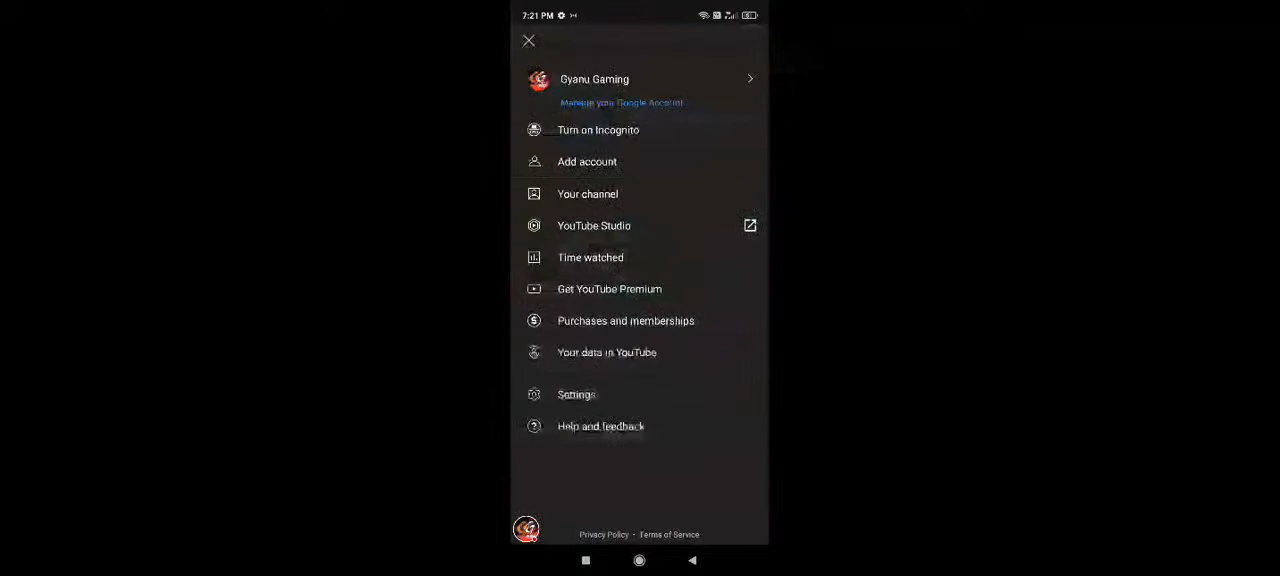 7:21 PM
Gyanu Gaming
Manage your Google Account
Turn on Incognito
Add account
Your channel
YouTube Studio
Time watched
Get YouTube Premium
Purchases and memberships
Your data in YouTube
Settings
Help and feedback
Privacy Policy • Terms of Service